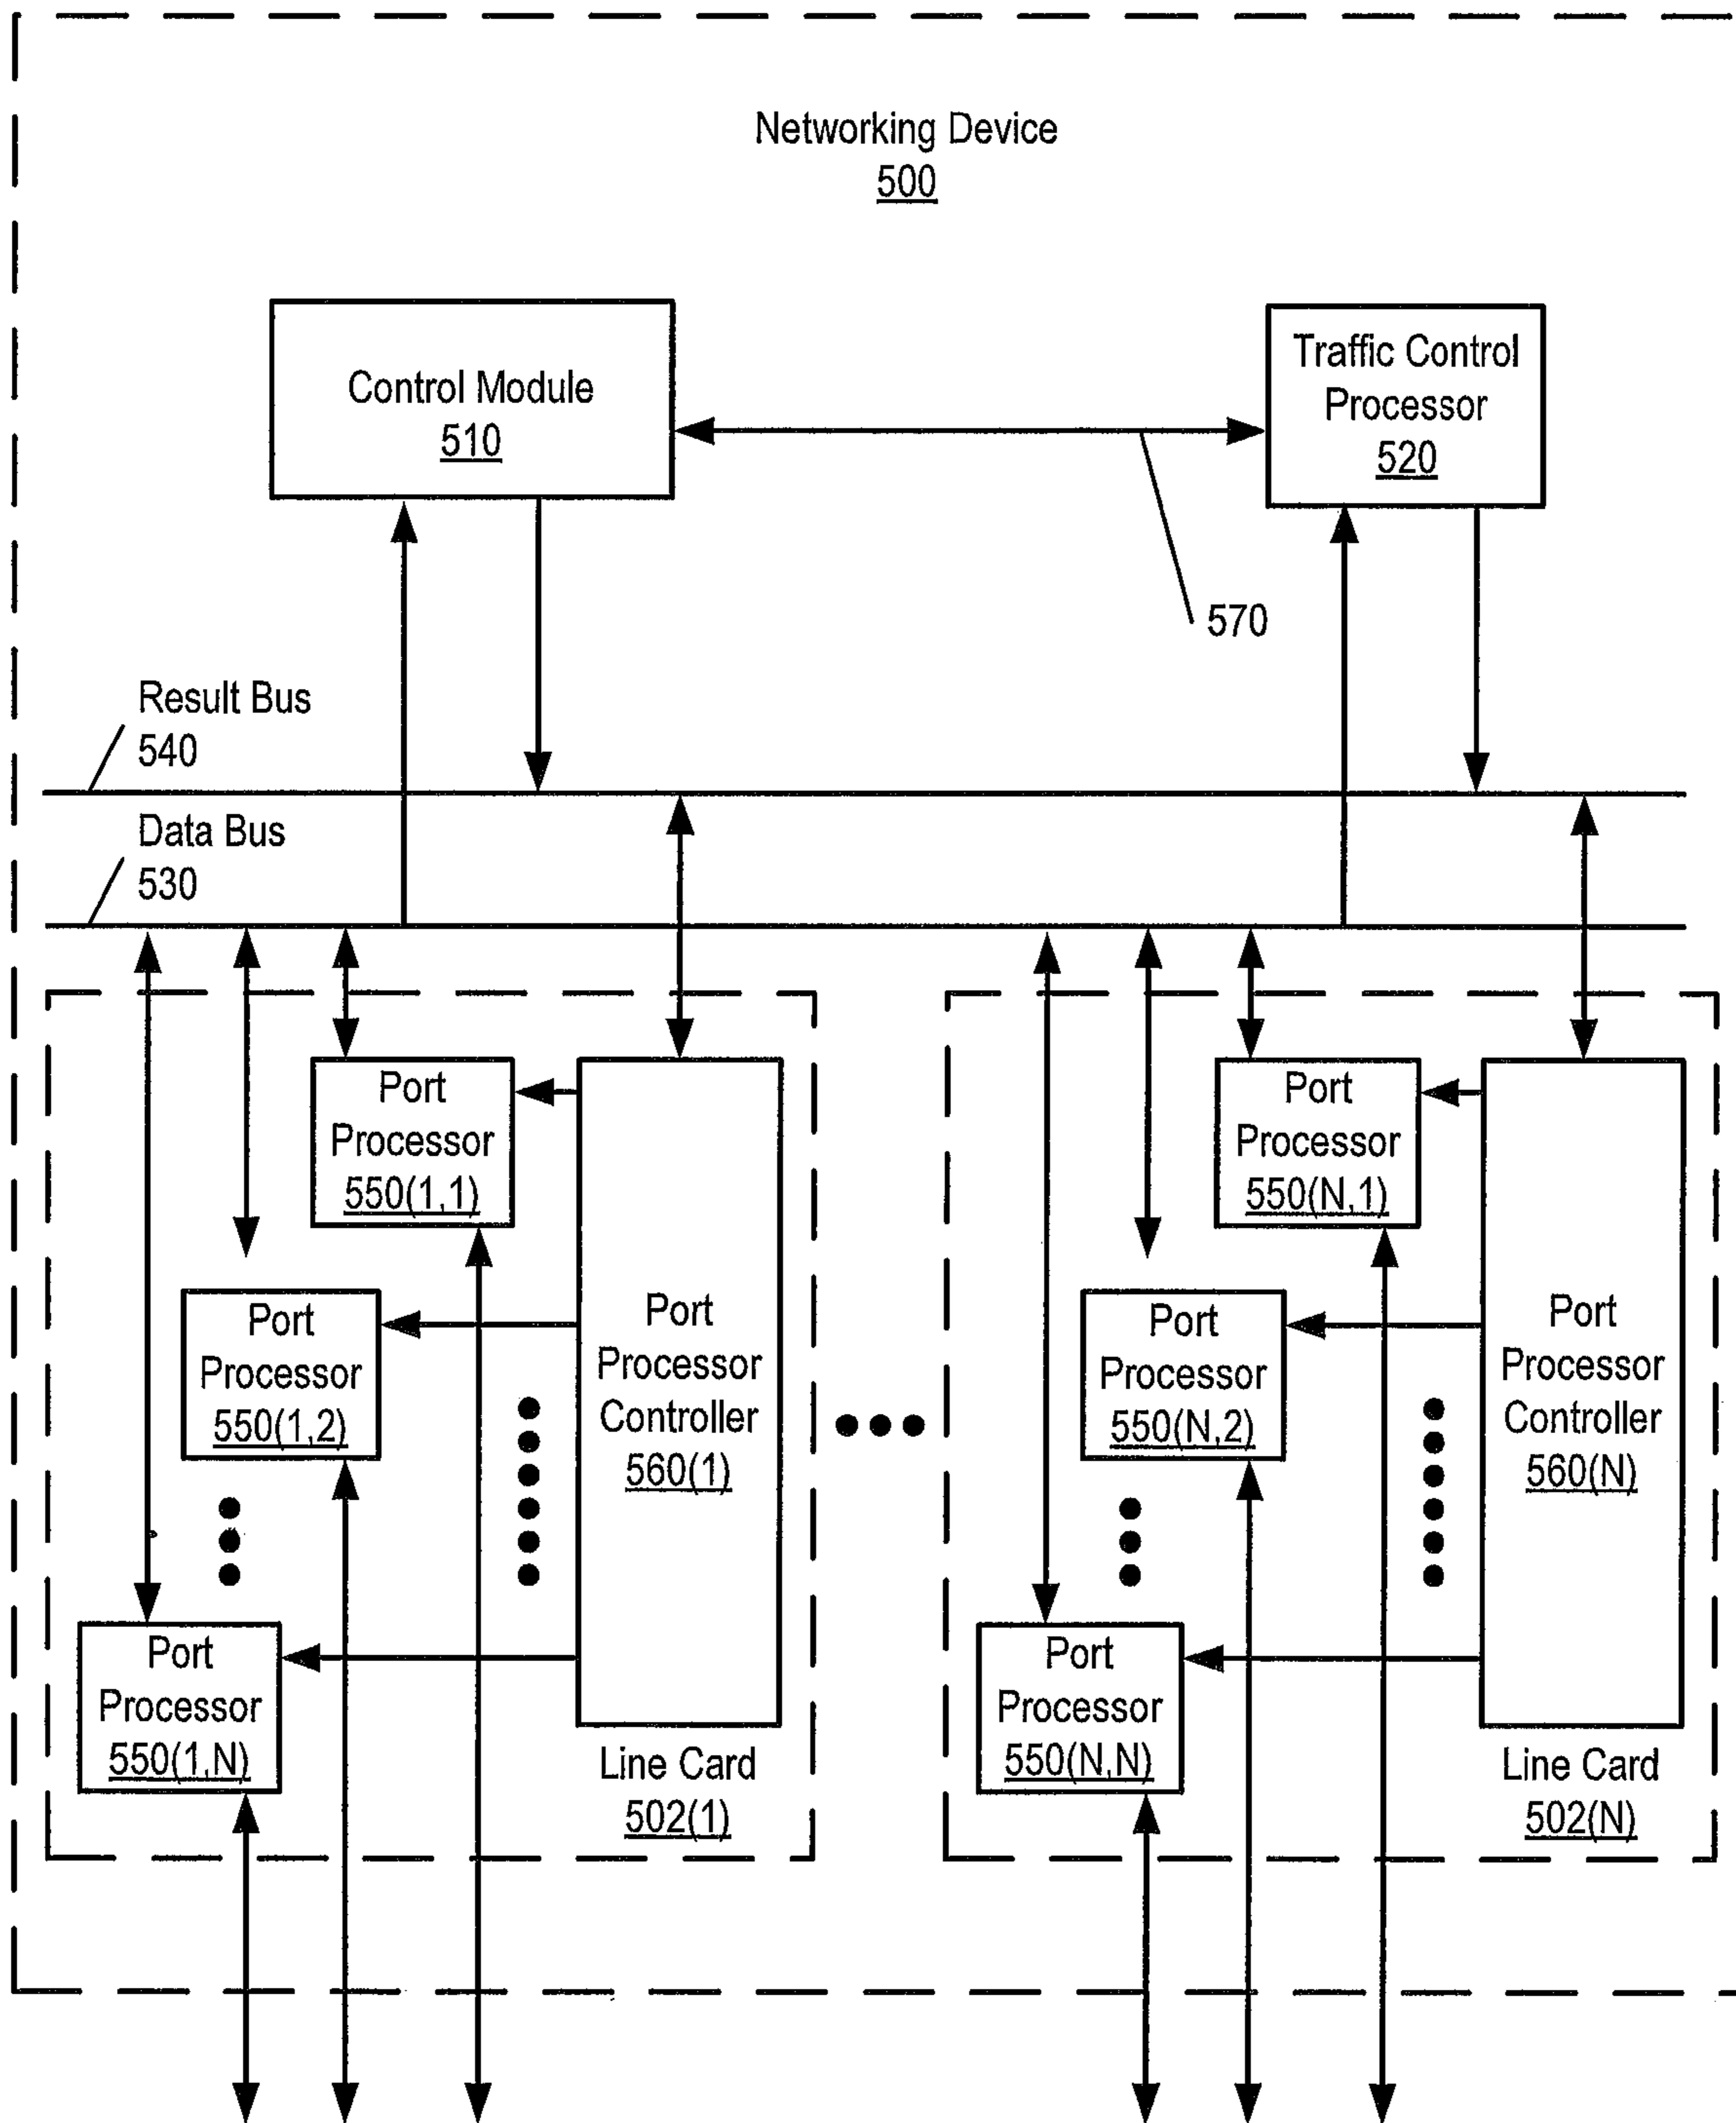 Networking Device
500
Control Module
510
Traffic Control
Processor
520
570
Result Bus
540
Data Bus
530
Port
Processor
550(1,1)
Port
Processor
550(1,2)
Port
Processor
550(1,N)
Port
Processor
Controller
560(1)
Line Card
502(1)
Port
Processor
550(N,1)
Port
Processor
550(N,2)
Port
Processor
550(N,N)
Port
Processor
Controller
560(N)
Line Card
502(N)